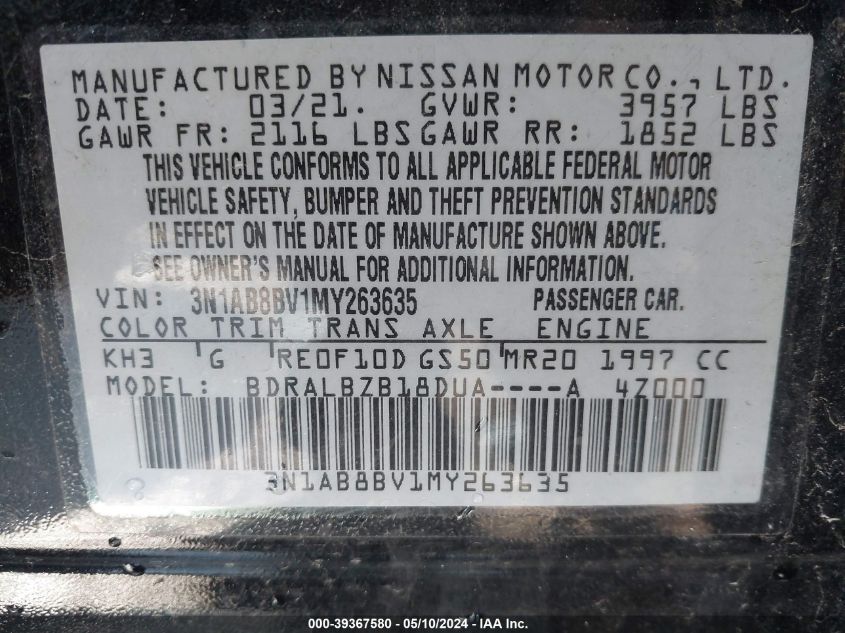 MANUFACTURED BY NISSAN MOTOR CO., LTD.
DATE: 03/21. GVWR: 3957 LBS
GAWR FR: 2116 LBS GAWR RR: 1852 LBS
THIS VEHICLE CONFORMS TO ALL APPLICABLE FEDERAL MOTOR
VEHICLE SAFETY, BUMPER AND THEFT PREVENTION STANDARDS
IN EFFECT ON THE DATE OF MANUFACTURE SHOWN ABOVE.
SEE OWNER'S MANUAL FOR ADDITIONAL INFORMATION.
VIN: 3N1AB8BV1MY263635 PASSENGER CAR.
COLOR TRIM TRANS AXLE ENGINE
KH3 G RE0F10D GS50 MR20 1997 CC
MODEL: BDRALBZB18DUA----A 4Z000
3N1AB8BV1MY263635
000-39367580 - 05/10/2024 - IAA Inc.